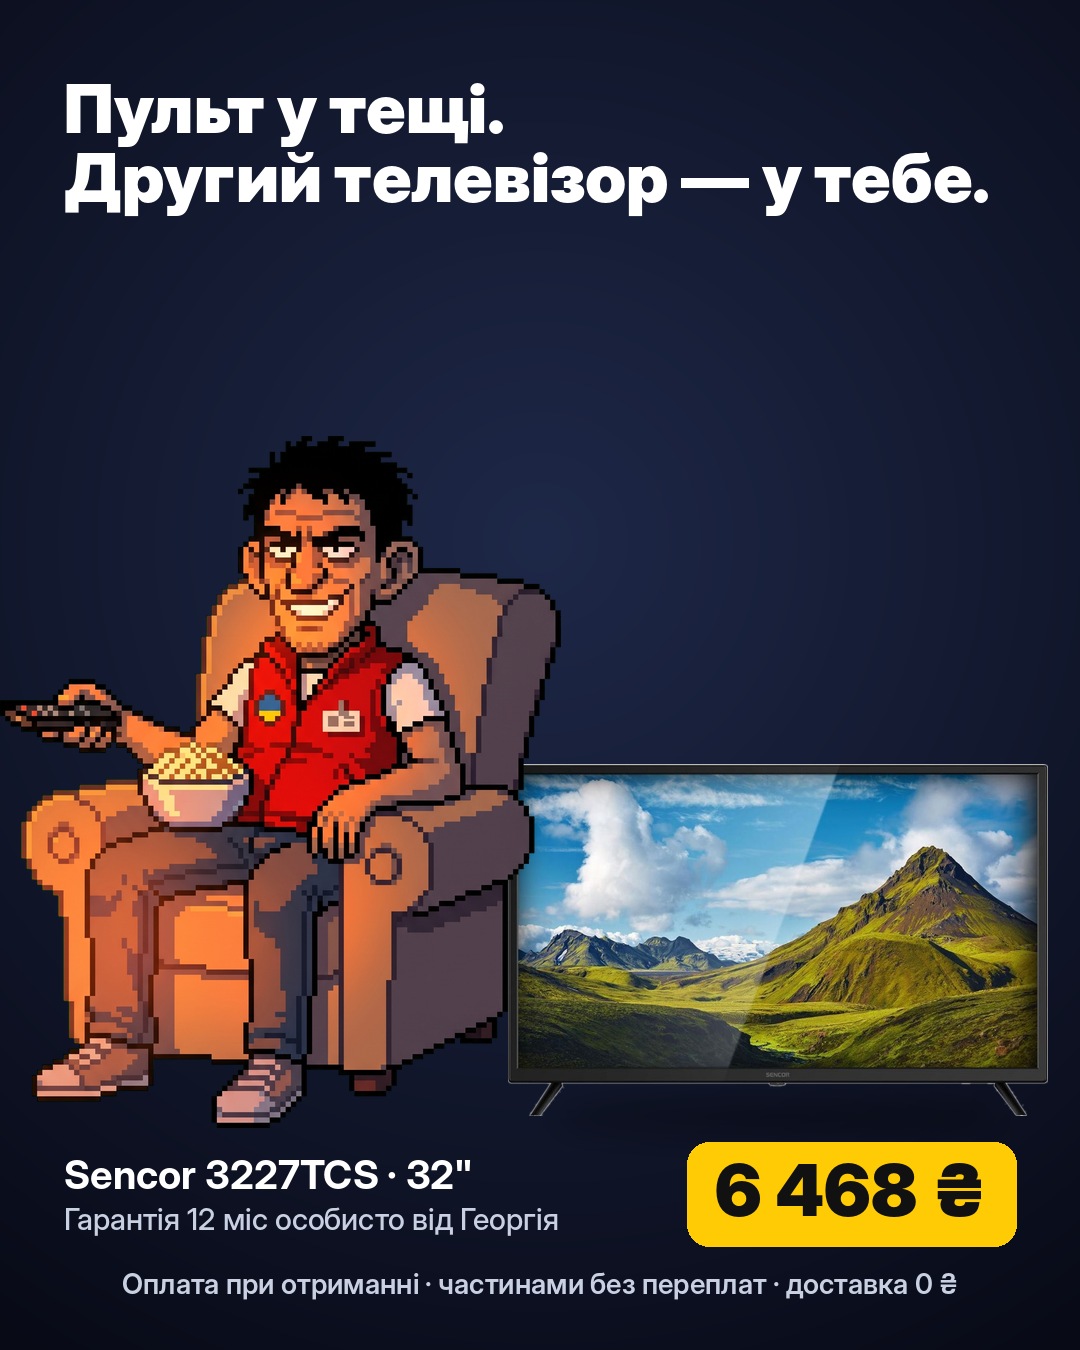 Пульт у тещі.
Другий телевізор — у тебе.
SENCOR
Sencor 3227TCS · 32"
Гарантія 12 міс особисто від Георгія
6 468 ₴
Оплата при отриманні · частинами без переплат · доставка 0 ₴